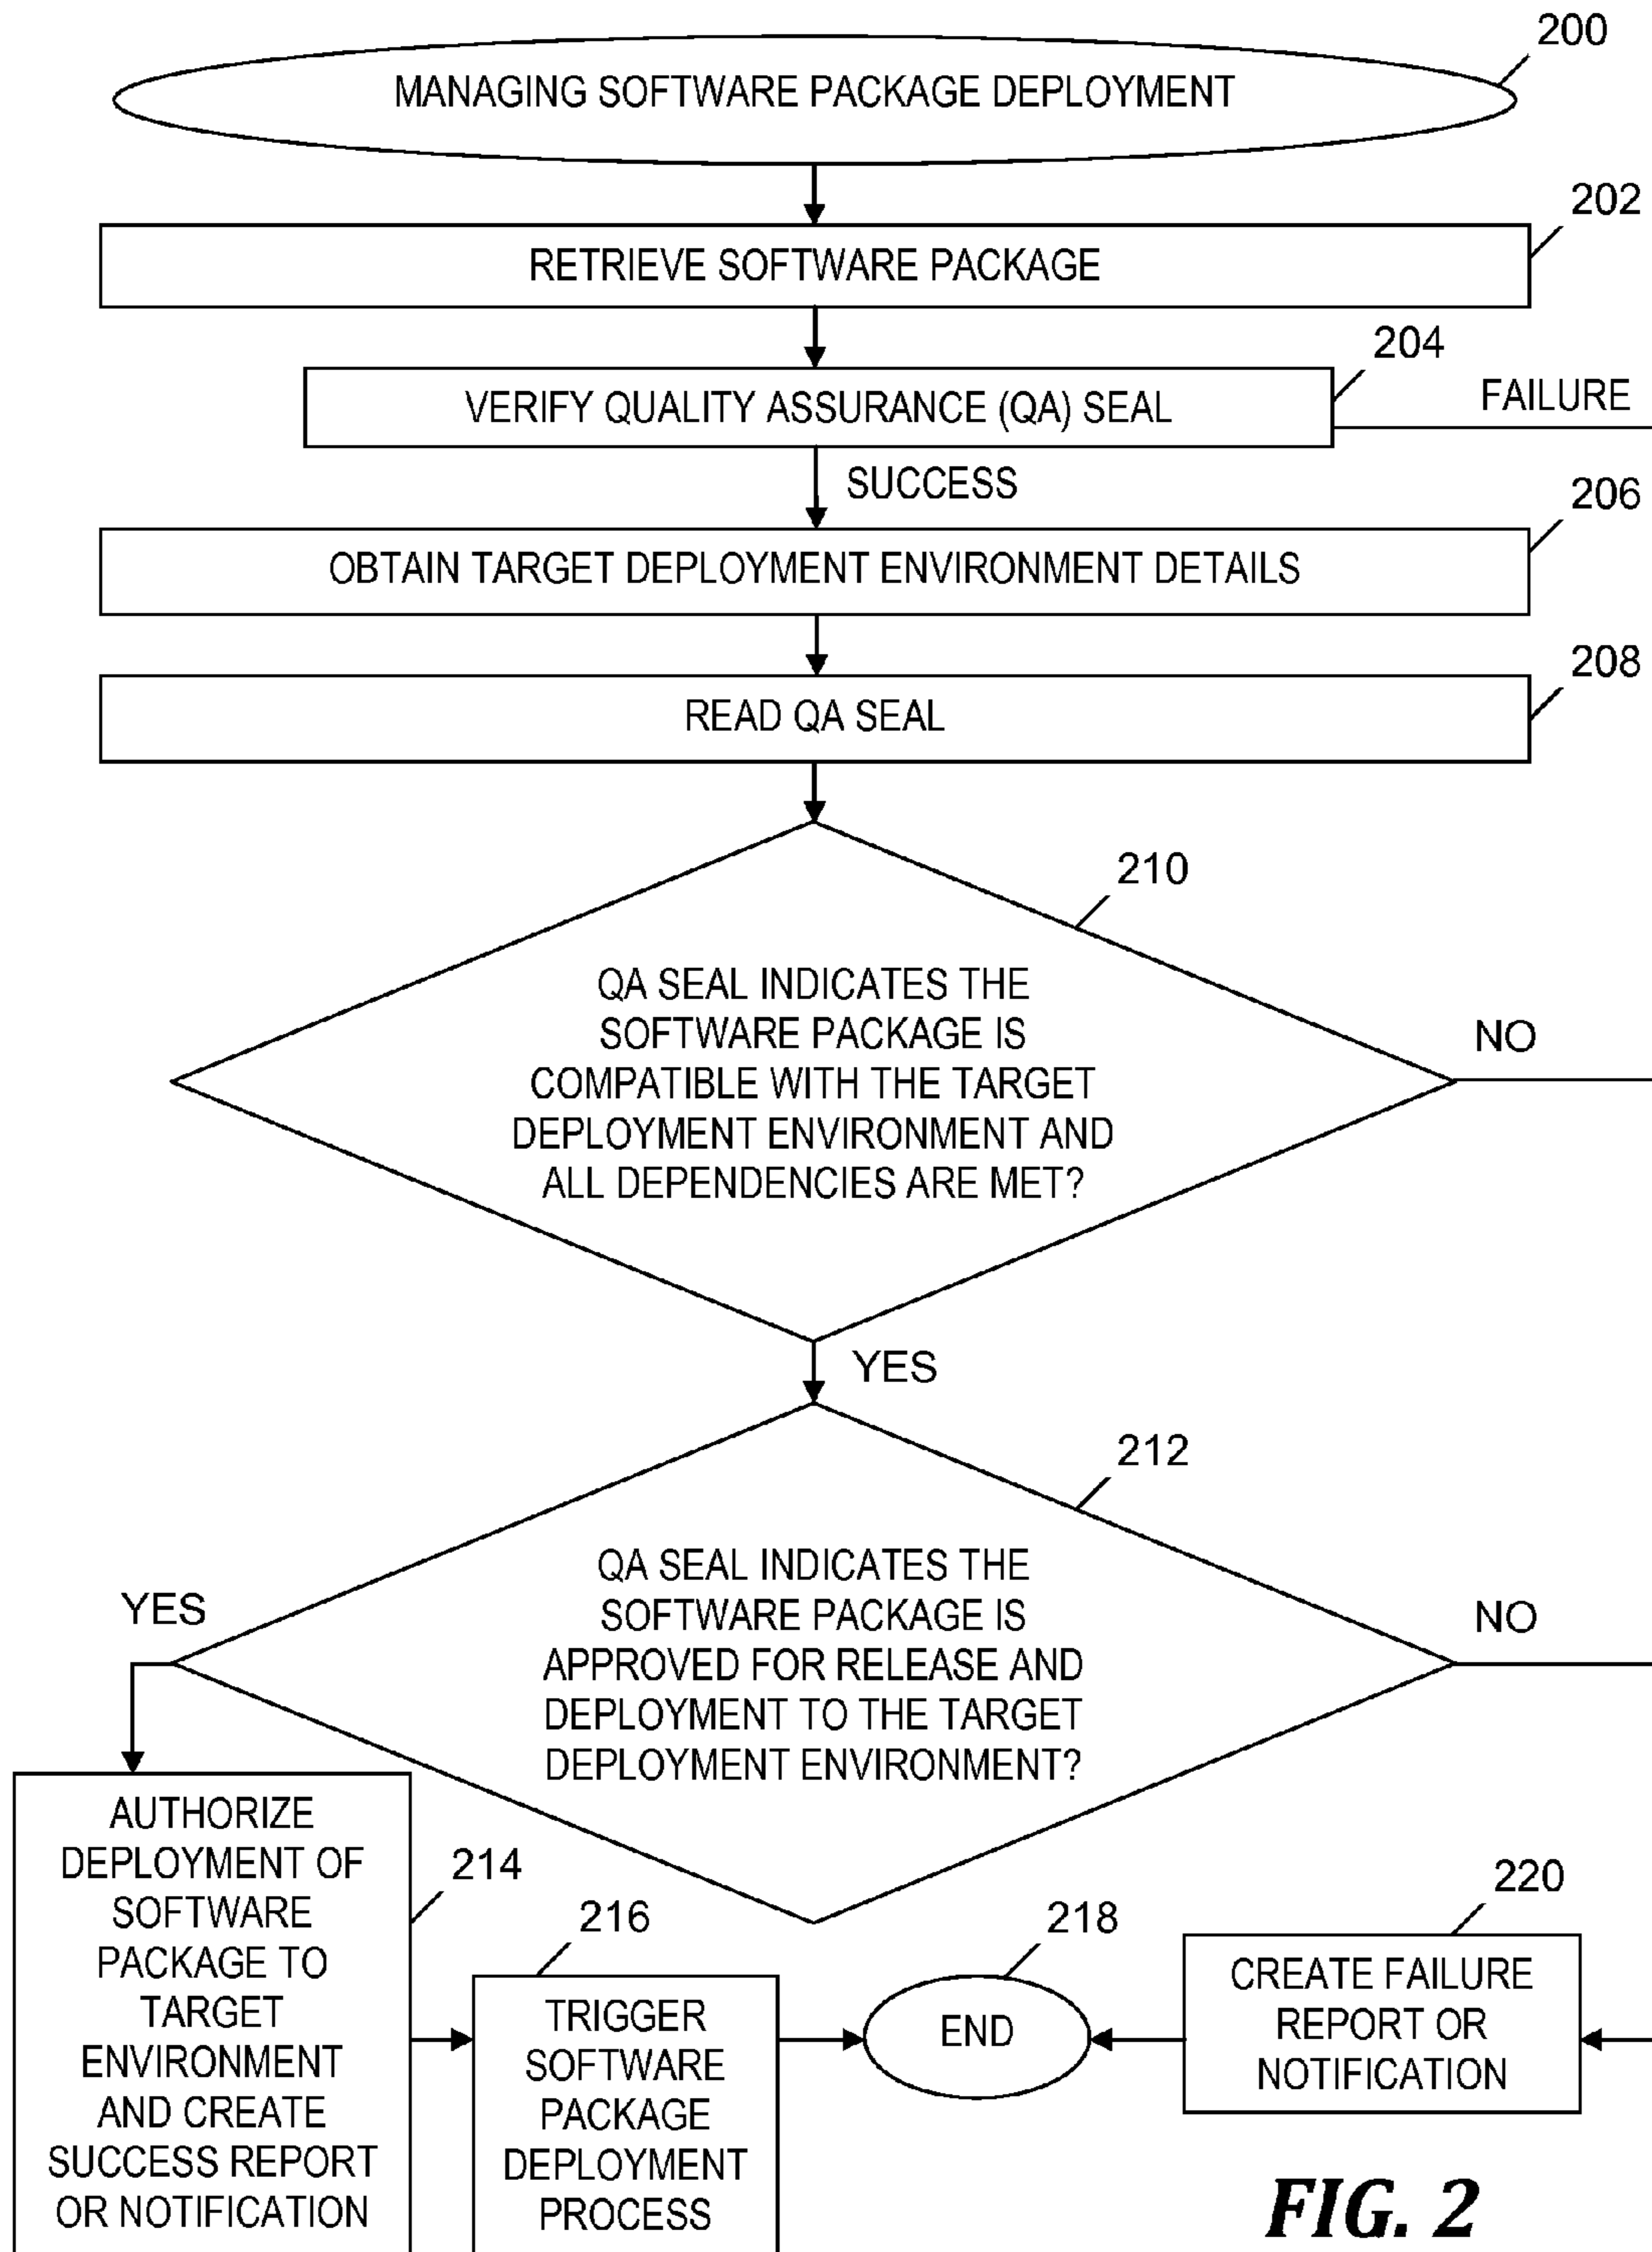 200
MANAGING SOFTWARE PACKAGE DEPLOYMENT
202
RETRIEVE SOFTWARE PACKAGE
204
VERIFY QUALITY ASSURANCE (QA) SEAL
FAILURE
SUCCESS
206
OBTAIN TARGET DEPLOYMENT ENVIRONMENT DETAILS
208
READ QA SEAL
210
QA SEAL INDICATES THE
SOFTWARE PACKAGE IS
COMPATIBLE WITH THE TARGET
DEPLOYMENT ENVIRONMENT AND
ALL DEPENDENCIES ARE MET?
NO
YES
212
QA SEAL INDICATES THE
SOFTWARE PACKAGE IS
APPROVED FOR RELEASE AND
DEPLOYMENT TO THE TARGET
DEPLOYMENT ENVIRONMENT?
YES
NO
AUTHORIZE
DEPLOYMENT OF
SOFTWARE
PACKAGE TO
TARGET
ENVIRONMENT
AND CREATE
SUCCESS REPORT
OR NOTIFICATION
214
216
TRIGGER
SOFTWARE
PACKAGE
DEPLOYMENT
PROCESS
218
END
220
CREATE FAILURE
REPORT OR
NOTIFICATION
FIG. 2